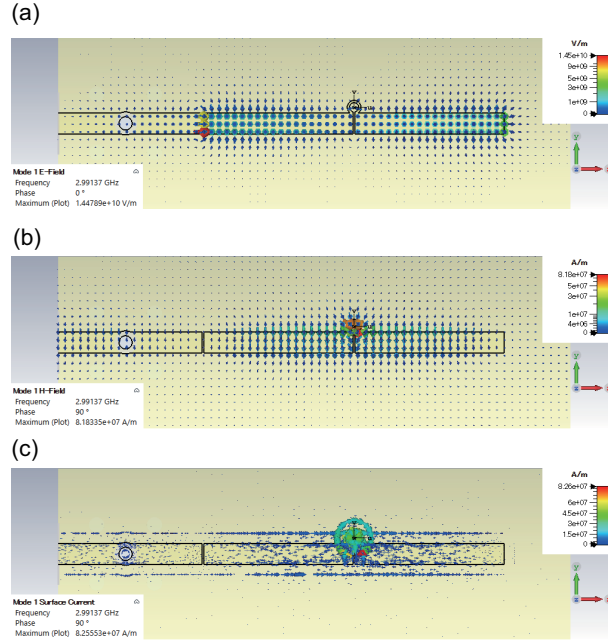 (a)
V/m
1.45e+10
9e+09
5e+09
3e+09
1e+09
0
Mode 1 E-Field
Frequency 2.99137 GHz
Phase 0 °
Maximum (Plot) 1.44789e+10 V/m
(b)
A/m
8.18e+07
5e+07
3e+07
1e+07
4e+06
0
Mode 1 H-Field
Frequency 2.99137 GHz
Phase 90 °
Maximum (Plot) 8.18335e+07 A/m
(c)
A/m
8.26e+07
6e+07
4.5e+07
3e+07
1.5e+07
0
Mode 1 Surface Current
Frequency 2.99137 GHz
Phase 90 °
Maximum (Plot) 8.25553e+07 A/m